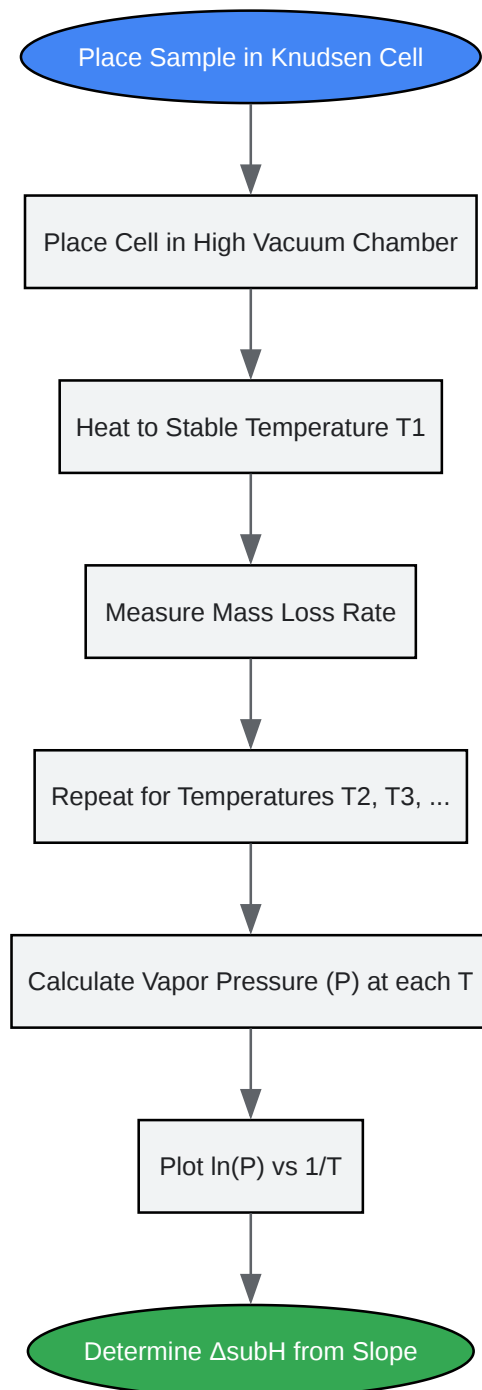 Place Sample in Knudsen Cell
Place Cell in High Vacuum Chamber
Heat to Stable Temperature T1
Measure Mass Loss Rate
Repeat for Temperatures T2, T3, ...
Calculate Vapor Pressure (P) at each T
Plot ln(P) vs 1/T
Determine ΔsubH from Slope